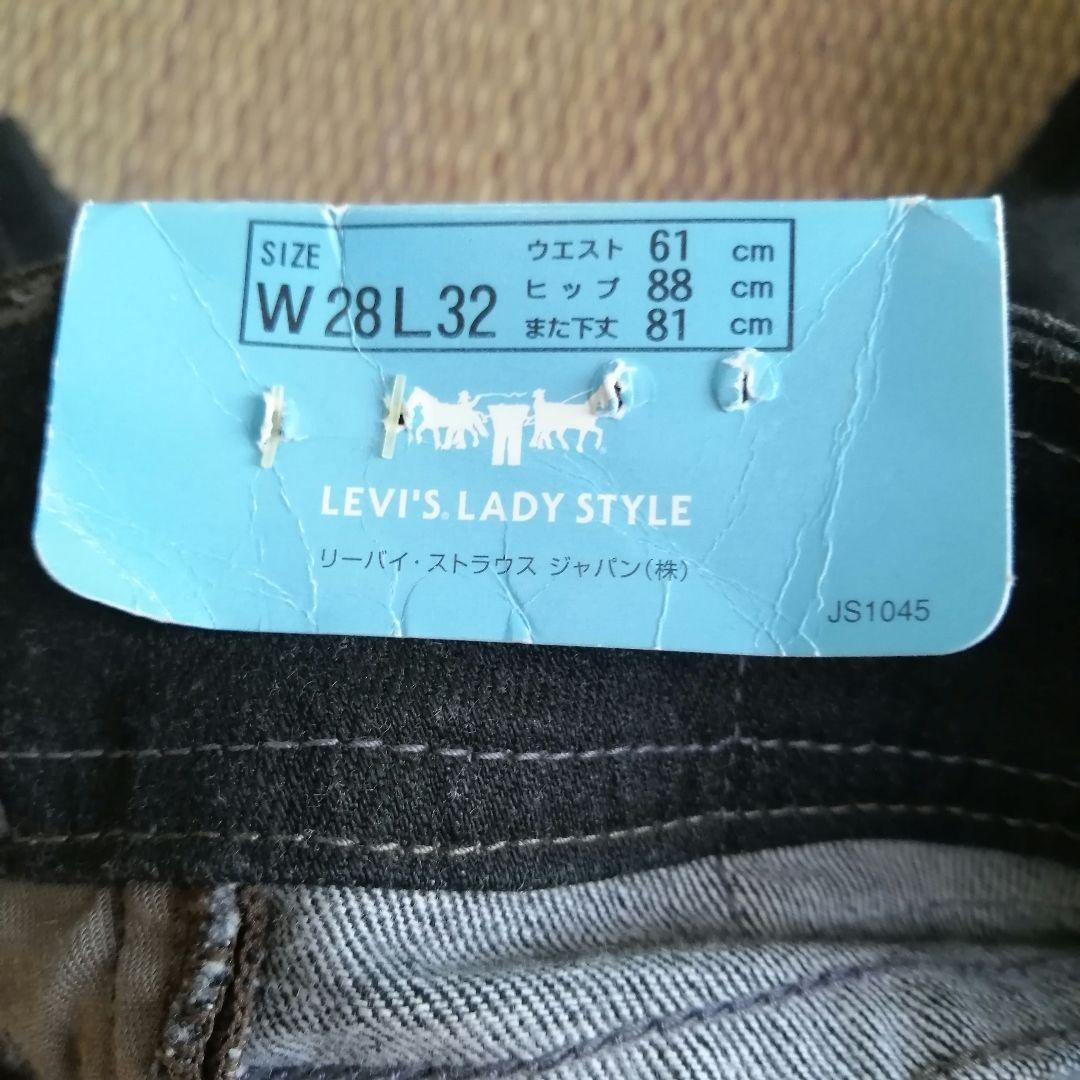 SIZE
W28L32
ウエスト 61 cm
ヒップ 88 cm
また下丈 81 cm
LEVI'S® LADY STYLE
リーバイ・ストラウス ジャパン(株)
JS1045